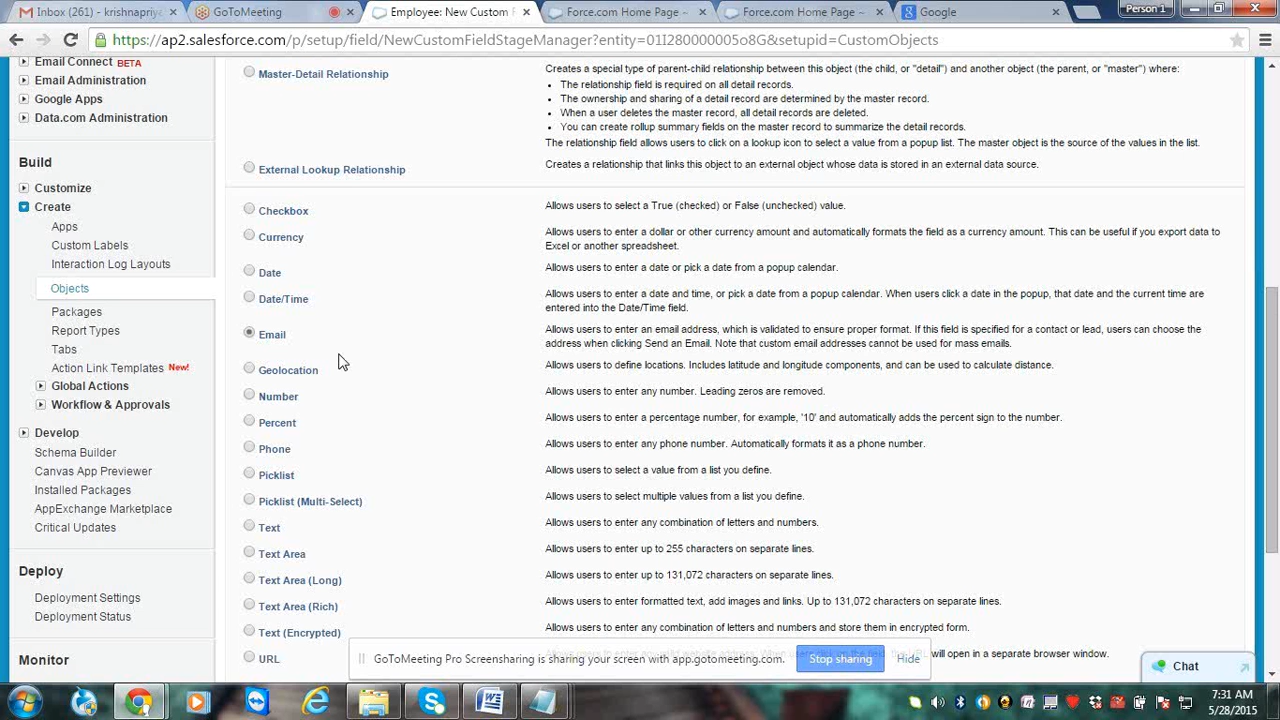 Inbox (261) - krishnapriy
GoToMeeting
Employee: New Custom F
Force.com Home Page ~
Force.com Home Page ~
Google
Person 1
https://ap2.salesforce.com/p/setup/field/NewCustomFieldStageManager?entity=01I280000005o8G&setupid=CustomObjects
Email Connect BETA
Email Administration
Google Apps
Data.com Administration
Build
Customize
Create
Apps
Custom Labels
Interaction Log Layouts
Objects
Packages
Report Types
Tabs
Action Link Templates New!
Global Actions
Workflow & Approvals
Develop
Schema Builder
Canvas App Previewer
Installed Packages
AppExchange Marketplace
Critical Updates
Deploy
Deployment Settings
Deployment Status
Monitor
Master-Detail Relationship
Creates a special type of parent-child relationship between this object (the child, or "detail") and another object (the parent, or "master") where:
• The relationship field is required on all detail records.
• The ownership and sharing of a detail record are determined by the master record.
• When a user deletes the master record, all detail records are deleted.
• You can create rollup summary fields on the master record to summarize the detail records.
The relationship field allows users to click on a lookup icon to select a value from a popup list. The master object is the source of the values in the list.
External Lookup Relationship
Creates a relationship that links this object to an external object whose data is stored in an external data source.
Checkbox
Allows users to select a True (checked) or False (unchecked) value.
Currency
Allows users to enter a dollar or other currency amount and automatically formats the field as a currency amount. This can be useful if you export data to
Excel or another spreadsheet.
Date
Allows users to enter a date or pick a date from a popup calendar.
Date/Time
Allows users to enter a date and time, or pick a date from a popup calendar. When users click a date in the popup, that date and the current time are
entered into the Date/Time field.
Email
Allows users to enter an email address, which is validated to ensure proper format. If this field is specified for a contact or lead, users can choose the
address when clicking Send an Email. Note that custom email addresses cannot be used for mass emails.
Geolocation
Allows users to define locations. Includes latitude and longitude components, and can be used to calculate distance.
Number
Allows users to enter any number. Leading zeros are removed.
Percent
Allows users to enter a percentage number, for example, '10' and automatically adds the percent sign to the number.
Phone
Allows users to enter any phone number. Automatically formats it as a phone number.
Picklist
Allows users to select a value from a list you define.
Picklist (Multi-Select)
Allows users to select multiple values from a list you define.
Text
Allows users to enter any combination of letters and numbers.
Text Area
Allows users to enter up to 255 characters on separate lines.
Text Area (Long)
Allows users to enter up to 131,072 characters on separate lines.
Text Area (Rich)
Allows users to enter formatted text, add images and links. Up to 131,072 characters on separate lines.
Text (Encrypted)
Allows users to enter any combination of letters and numbers and store them in encrypted form.
URL
will open in a separate browser window.
GoToMeeting Pro Screensharing is sharing your screen with app.gotomeeting.com.
Stop sharing
Hide
Chat
7:31 AM
5/28/2015